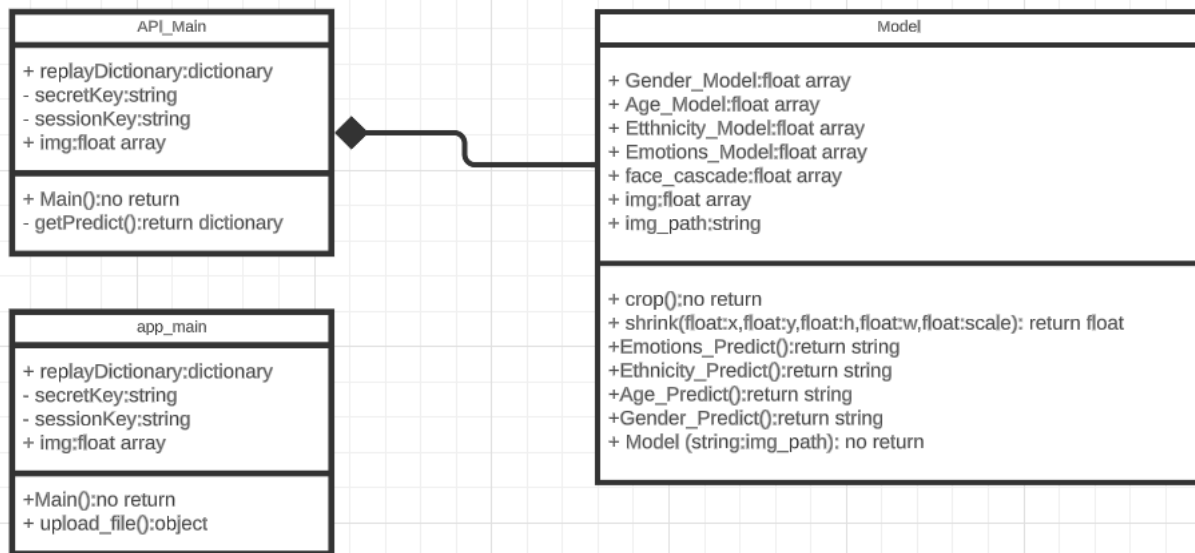 API_Main
+ replayDictionary:dictionary
- secretKey:string
- sessionKey:string
+ img:float array
+ Main():no return
- getPredict():return dictionary
app_main
+ replayDictionary:dictionary
- secretKey:string
- sessionKey:string
+ img:float array
+Main():no return
+ upload_file():object
Model
+ Gender_Model:float array
+ Age_Model:float array
+ Etthnicity_Model:float array
+ Emotions_Model:float array
+ face_cascade:float array
+ img:float array
+ img_path:string
+ crop():no return
+ shrink(float:x,float:y,float:h,float:w,float:scale): return float
+Emotions_Predict():return string
+Ethnicity_Predict():return string
+Age_Predict():return string
+Gender_Predict():return string
+ Model (string:img_path): no return